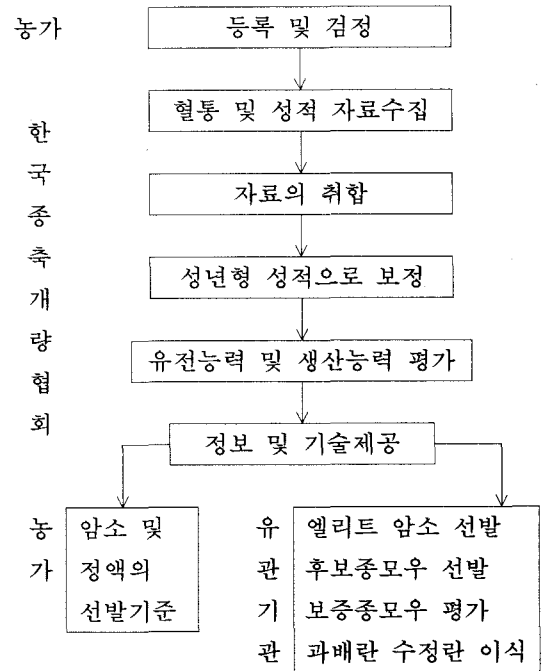 농가
등록 및 검정
혈통 및 성적 자료수집
한국종축개량협회
자료의 취합
성년형 성적으로 보정
유전능력 및 생산능력 평가
정보 및 기술제공
농가
암소 및
정액의
선발기준
유관기관
엘리트 암소 선발
후보종모우 선발
보증종모우 평가
과배란 수정란 이식